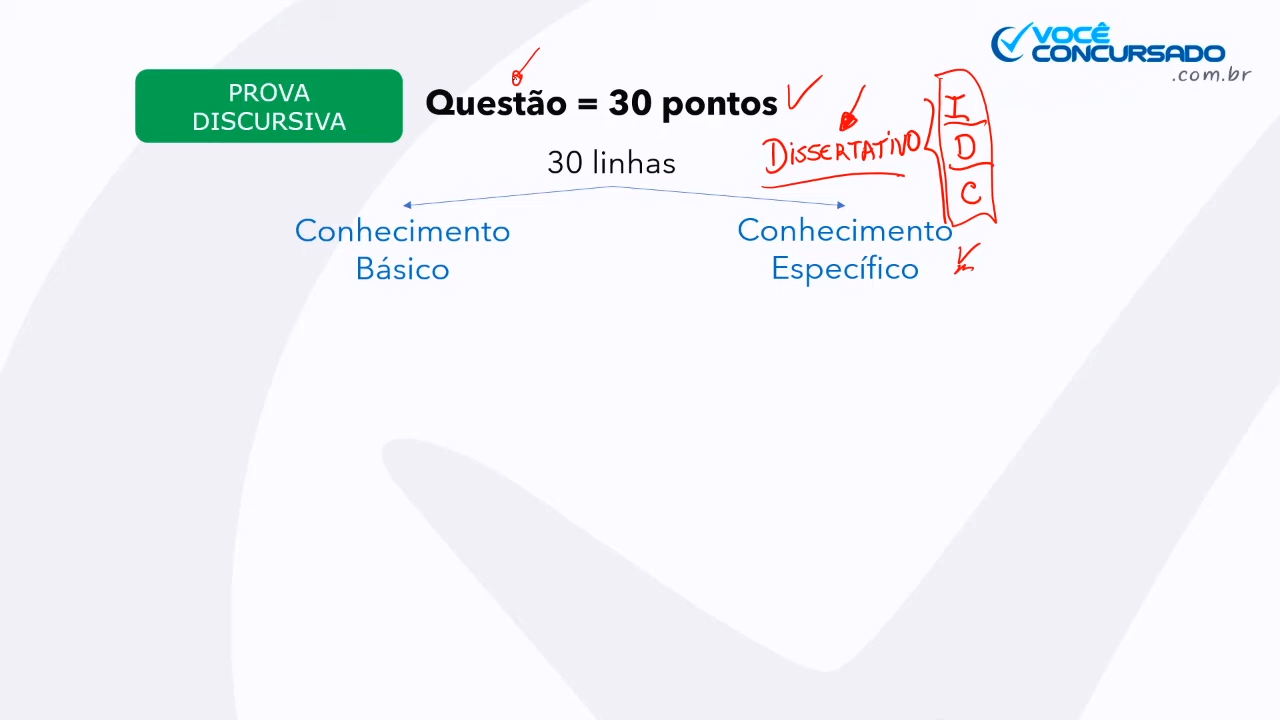 VOCÊ
CONCURSADO
.com.br
PROVA
DISCURSIVA
Questão = 30 pontos
30 linhas
DISSERTATIVO
I
D
C
Conhecimento
Básico
Conhecimento
Específico